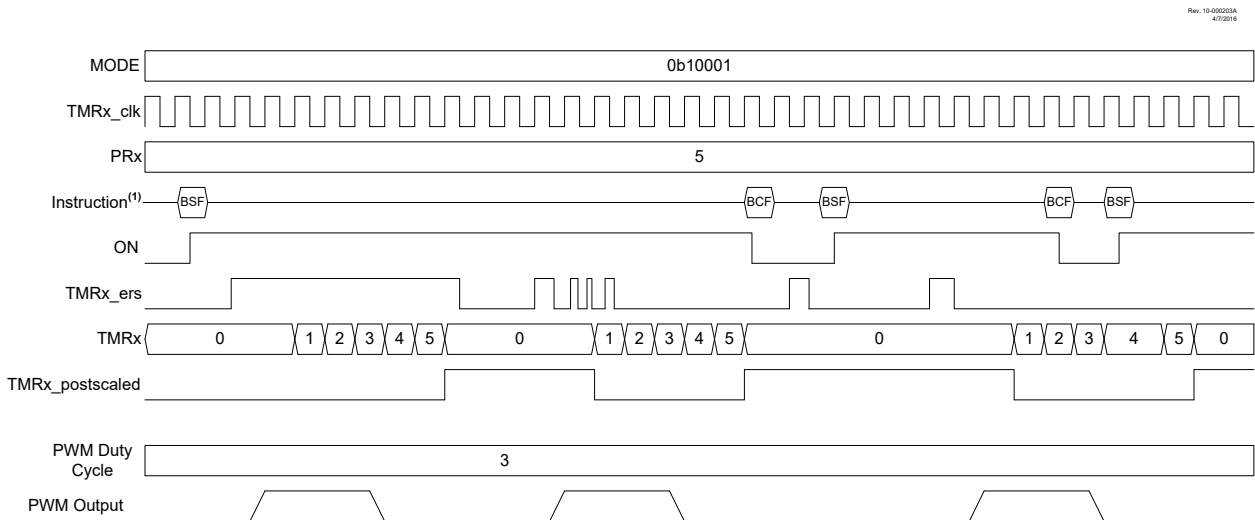 Rev. 10-000203A
4/7/2016
MODE 0b10001
TMRx_clk
PRx 5
Instruction(1) BSF BCF BSF BCF BSF
ON
TMRx_ers
TMRx 0 1 2 3 4 5 0 1 2 3 4 5 0 1 2 3 4 5 0
TMRx_postscaled
PWM Duty
Cycle 3
PWM Output